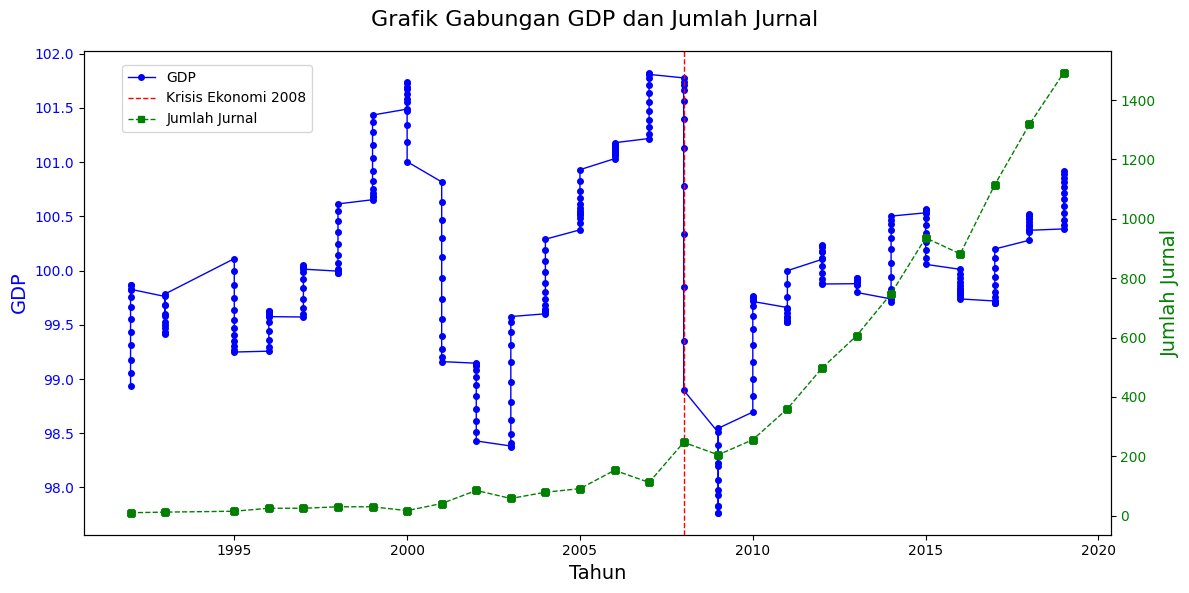 Grafik Gabungan GDP dan Jumlah Jurnal
GDP
Krisis Ekonomi 2008
Jumlah Jurnal
102.0
101.5
101.0
100.5
100.0
99.5
99.0
98.5
98.0
GDP
1400
1200
1000
800
600
400
200
0
Jumlah Jurnal
1995 2000 2005 2010 2015 2020
Tahun